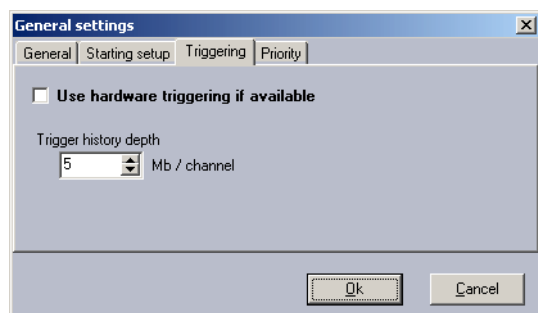 General settings
General Starting setup Triggering Priority
Use hardware triggering if available
Trigger history depth
5 Mb / channel
Ok Cancel